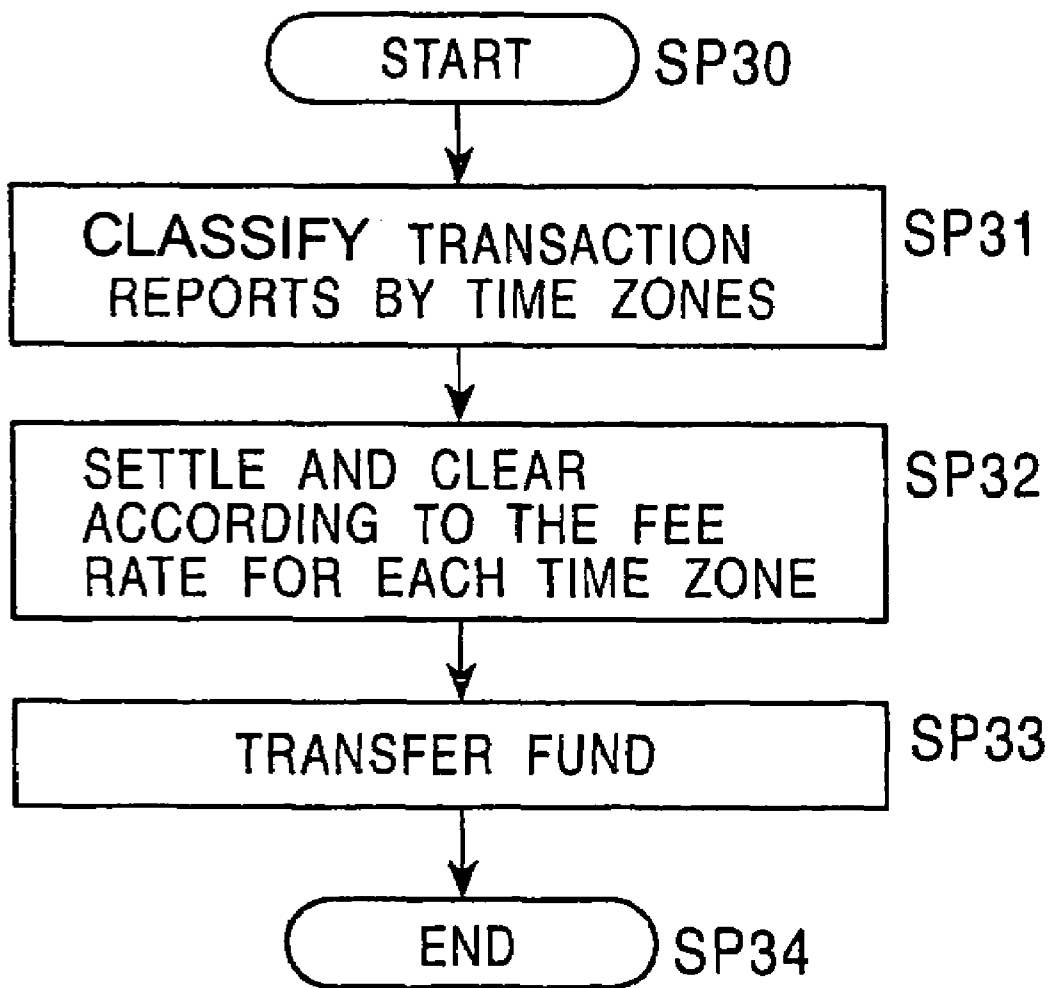 START SP30
CLASSIFY TRANSACTION SP31
REPORTS BY TIME ZONES
SETTLE AND CLEAR SP32
ACCORDING TO THE FEE
RATE FOR EACH TIME ZONE
TRANSFER FUND SP33
END SP34